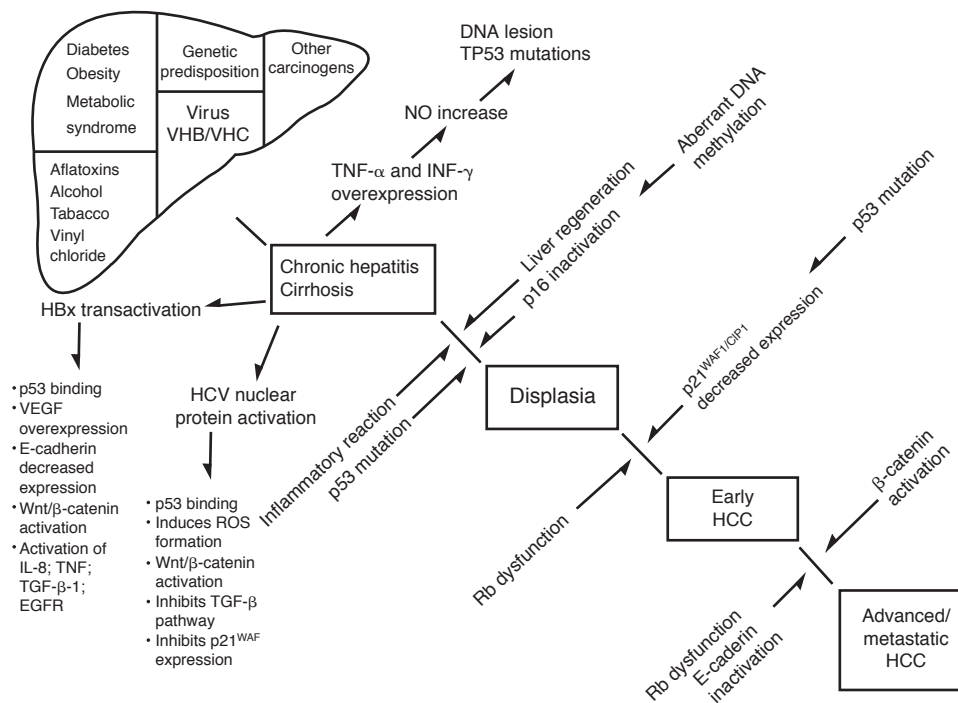 Diabetes
Obesity
Metabolic
syndrome
Genetic
predisposition
Other
carcinogens
Virus
VHB/VHC
Aflatoxins
Alcohol
Tabacco
Vinyl
chloride
DNA lesion
TP53 mutations
NO increase
TNF-α and INF-γ
overexpression
Chronic hepatitis
Cirrhosis
HBx transactivation
• p53 binding
• VEGF
overexpression
• E-cadherin
decreased
expression
• Wnt/β-catenin
activation
• Activation of
IL-8; TNF;
TGF-β-1;
EGFR
HCV nuclear
protein activation
• p53 binding
• Induces ROS
formation
• Wnt/β-catenin
activation
• Inhibits TGF-β
pathway
• Inhibits p21WAF
expression
Aberrant DNA
methylation
Liver regeneration
p16 inactivation
Inflammatory reaction
p53 mutation
Displasia
p53 mutation
p21WAF1/CIP1
decreased expression
Rb dysfunction
Early
HCC
β-catenin
activation
Rb dysfunction
E-caderin
inactivation
Advanced/
metastatic
HCC